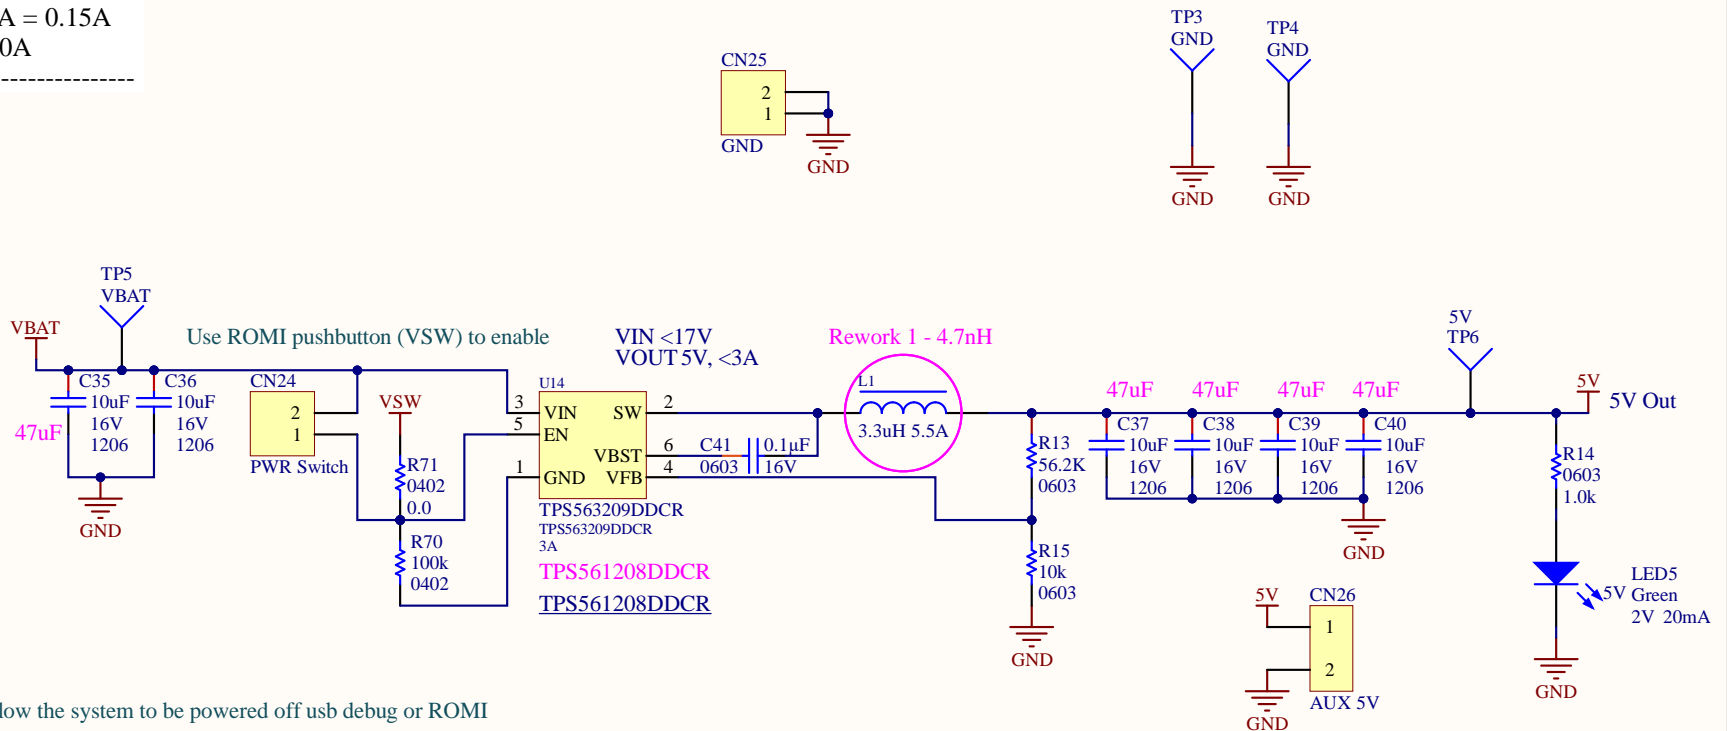 A = 0.15A
0A
--------------------
CN25
2
1
GND
GND
TP3
GND
GND
TP4
GND
GND
TP5
VBAT
VBAT
Use ROMI pushbutton (VSW) to enable
C35
10uF
16V
1206
47uF
C36
10uF
16V
1206
GND
CN24
2
1
PWR Switch
VSW
R71
0402
0.0
R70
100k
0402
VIN <17V
VOUT 5V, <3A
U14
3
VIN
SW
2
5
EN
VBST
6
1
GND
VFB
4
TPS563209DDCR
TPS563209DDCR
3A
TPS561208DDCR
TPS561208DDCR
C41
0.1µF
0603
16V
Rework 1 - 4.7nH
L1
3.3uH 5.5A
R13
56.2K
0603
R15
10k
0603
GND
47uF
47uF
47uF
47uF
C37
10uF
16V
1206
C38
10uF
16V
1206
C39
10uF
16V
1206
C40
10uF
16V
1206
GND
5V
TP6
5V
5V Out
R14
0603
1.0k
LED5
5V
Green
2V 20mA
GND
5V
CN26
1
2
AUX 5V
GND
low the system to be powered off usb debug or ROMI